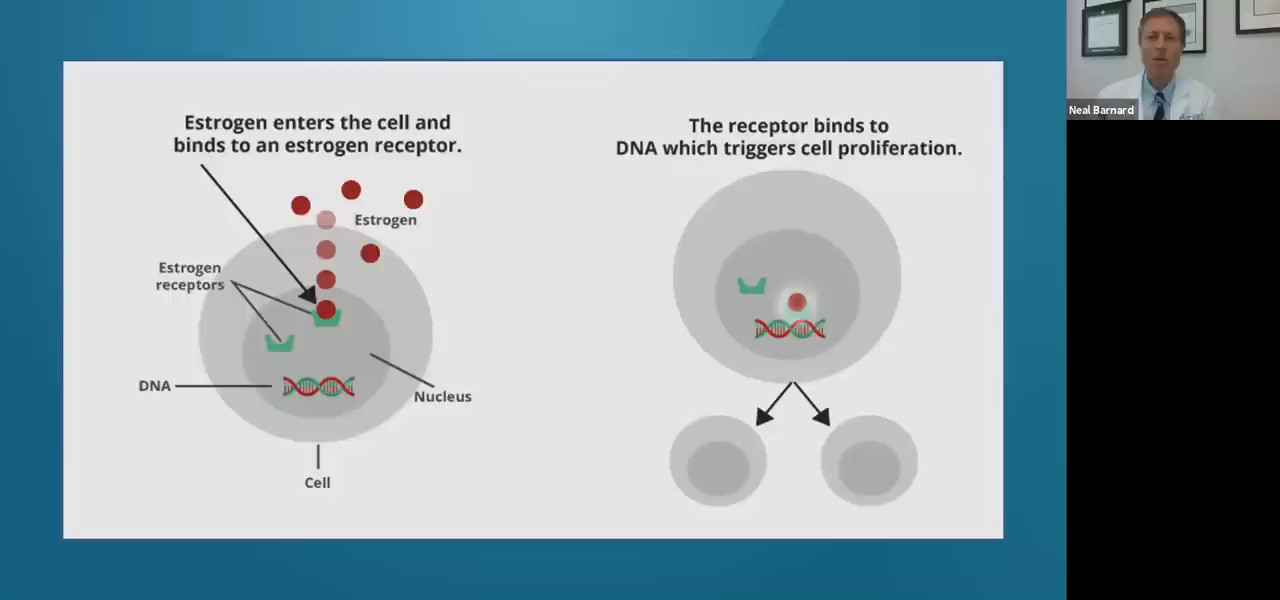 Estrogen enters the cell and
binds to an estrogen receptor.
Estrogen
Estrogen
receptors
DNA
Nucleus
Cell
The receptor binds to
DNA which triggers cell proliferation.
Neal Barnard